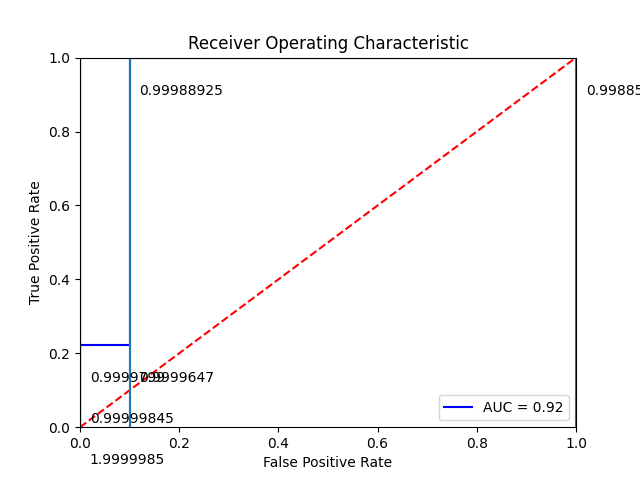 Receiver Operating Characteristic
1.0
0.99988925
0.99885
0.8
0.6
True Positive Rate
0.4
0.2
0.9999647
0.99999845
AUC = 0.92
0.0
0.0 0.2 0.4 0.6 0.8 1.0
1.9999985
False Positive Rate